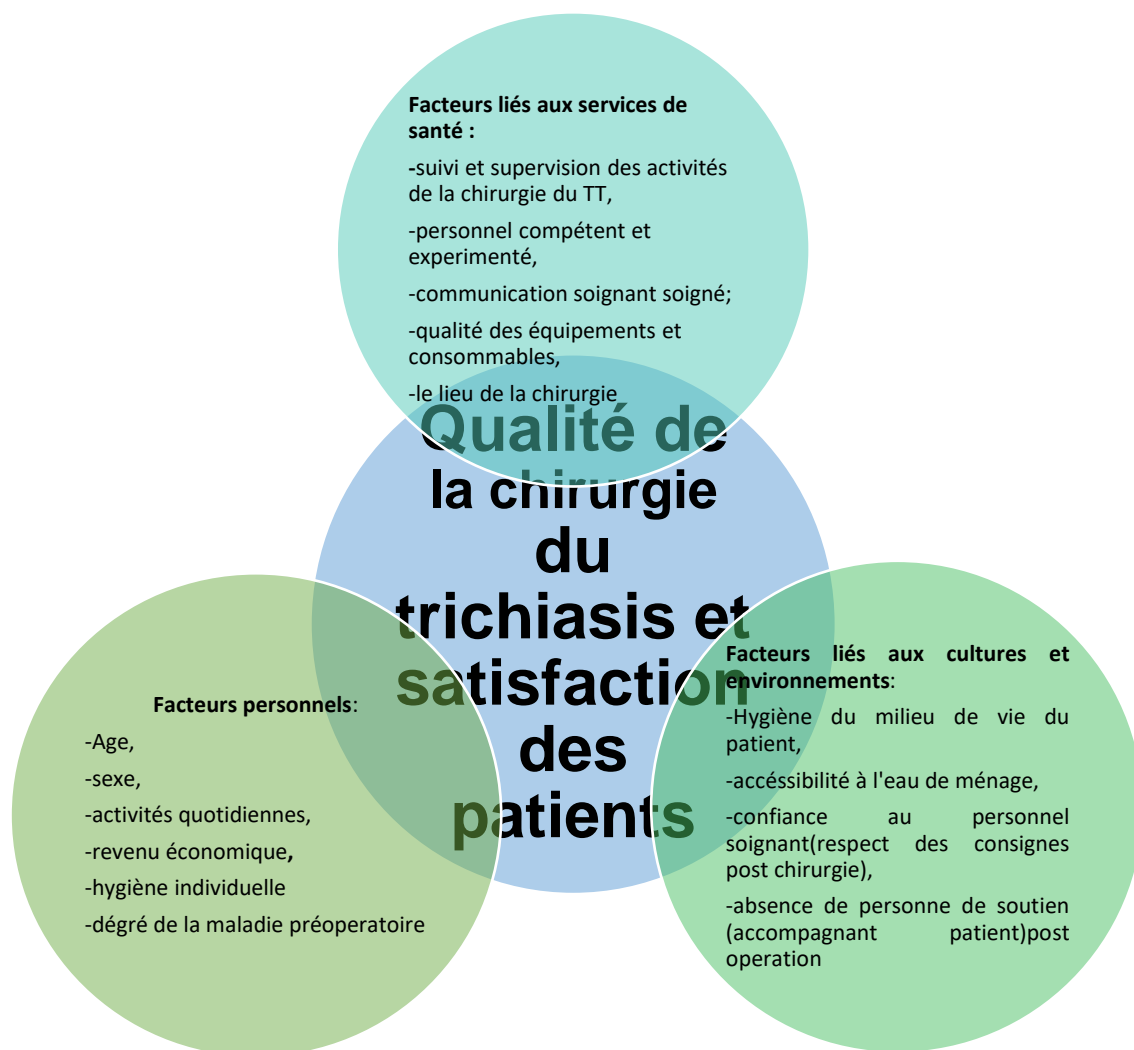 Facteurs liés aux services de
santé :
-suivi et supervision des activités
de la chirurgie du TT,
-personnel compétent et
experimenté,
-communication soignant soigné;
-qualité des équipements et
consommables,
-le lieu de la chirurgie
Qualité de
la chirurgie
du
trichiasis et
satisfaction
des
patients
Facteurs personnels:
-Age,
-sexe,
-activités quotidiennes,
-revenu économique,
-hygiène individuelle
-dégré de la maladie préoperatoire
Facteurs liés aux cultures et
environnements:
-Hygiène du milieu de vie du
patient,
-accéssibilité à l'eau de ménage,
-confiance au personnel
soignant(respect des consignes
post chirurgie),
-absence de personne de soutien
(accompagnant patient)post
operation